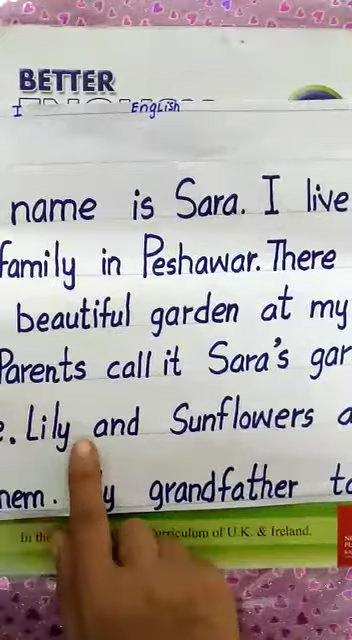 BETTER
I English
name is Sara. I live
family in Peshawar. There
beautiful garden at my
Parents call it Sara's gar
e. Lily and Sunflowers a
hem. y grandfather to
In the rriculum of U.K. & Ireland.